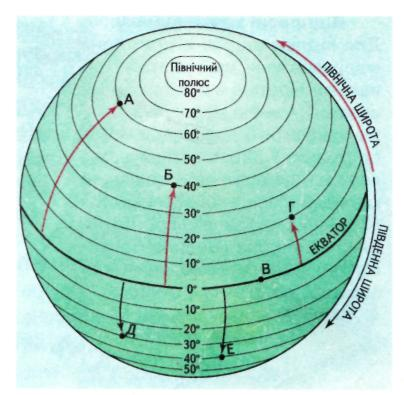 Північний
полюс
80°
70°
60°
50°
40°
30°
20°
10°
0°
10°
20°
30°
40°
50°
А
Б
Г
В
Д
Е
ЕКВАТОР
ПІВНІЧНА ШИРОТА
ПІВДЕННА ШИРОТА